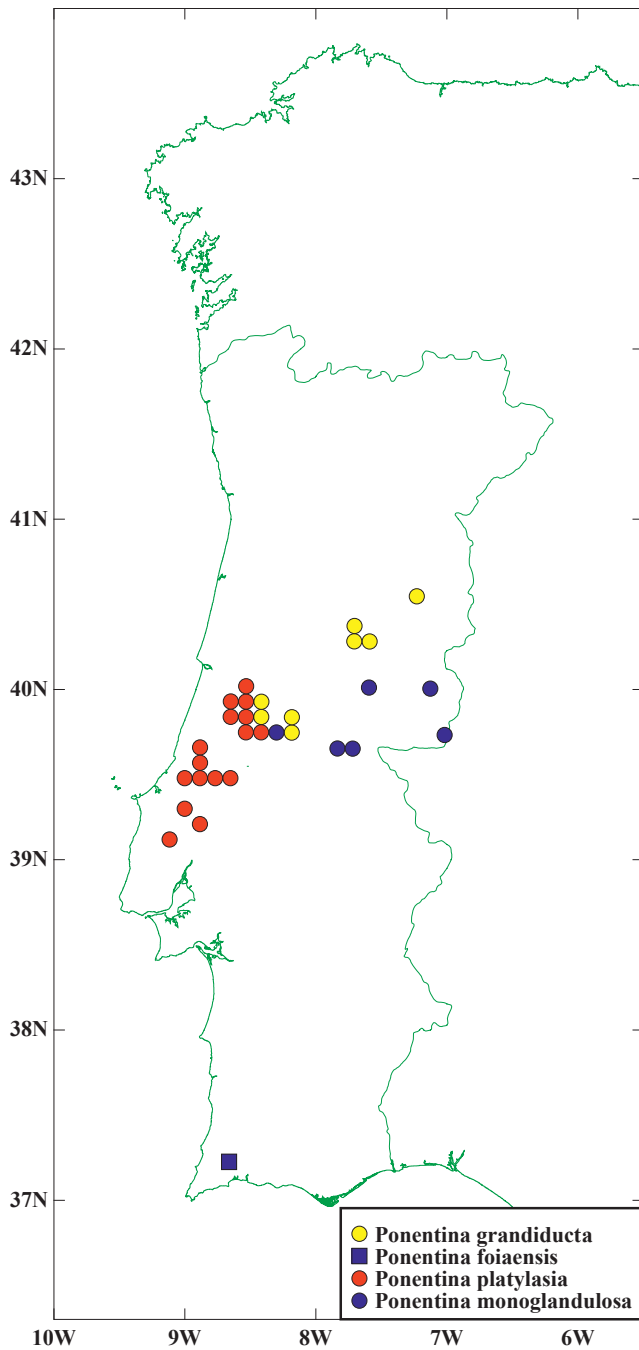 43N
42N
41N
40N
39N
38N
37N
Ponentina grandiducta
Ponentina foiaensis
Ponentina platylasia
Ponentina monoglandulosa
10W 9W 8W 7W 6W